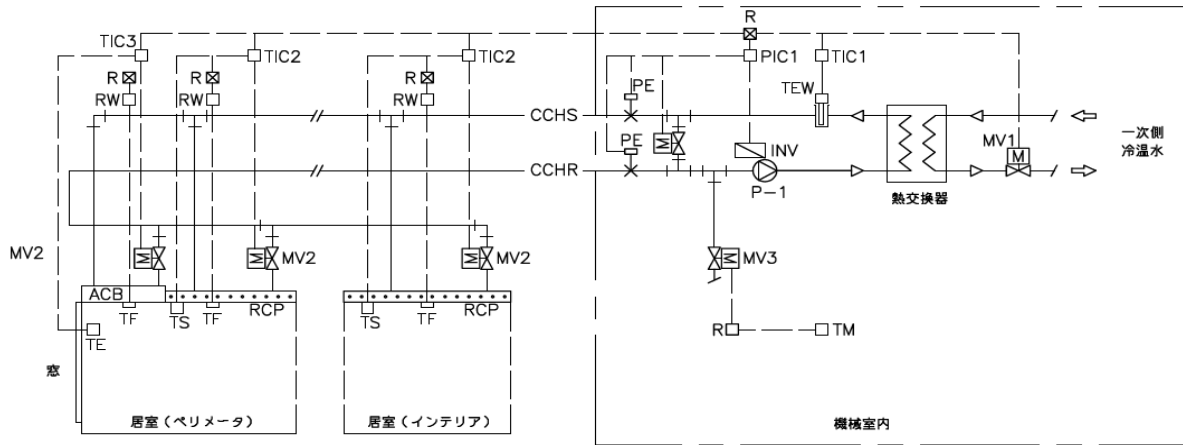 R
TIC3
TIC2
TIC2
PIC1
TIC1
R
R
R
PE
TEW
RW
RW
RW
CCHS
一次側
冷温水
PE
M
INV
MV1
M
CCHR
P-1
熱交換器
MV2
M
M
MV2
M
MV2
M
MV3
ACB
TF
TS
TF
RCP
TS
TF
RCP
TE
R
TM
窓
居室(ペリメータ)
居室(インテリア)
機械室内